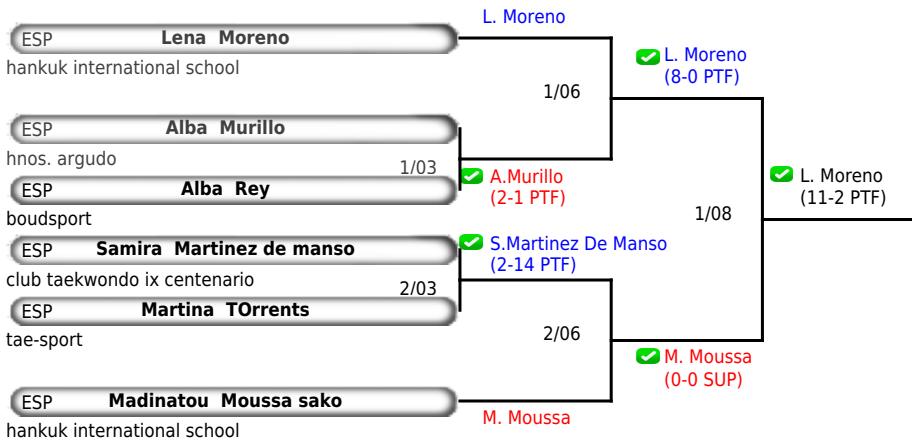 L. Moreno
ESP Lena Moreno
hankuk international school
L. Moreno
(8-0 PTF)
1/06
ESP Alba Murillo
hnos. argudo
1/03
A.Murillo
(2-1 PTF)
ESP Alba Rey
boudsport
L. Moreno
(11-2 PTF)
1/08
ESP Samira Martinez de manso
club taekwondo ix centenario
S.Martinez De Manso
(2-14 PTF)
2/03
ESP Martina TOrrents
tae-sport
2/06
M. Moussa
(0-0 SUP)
ESP Madinatou Moussa sako
hankuk international school
M. Moussa